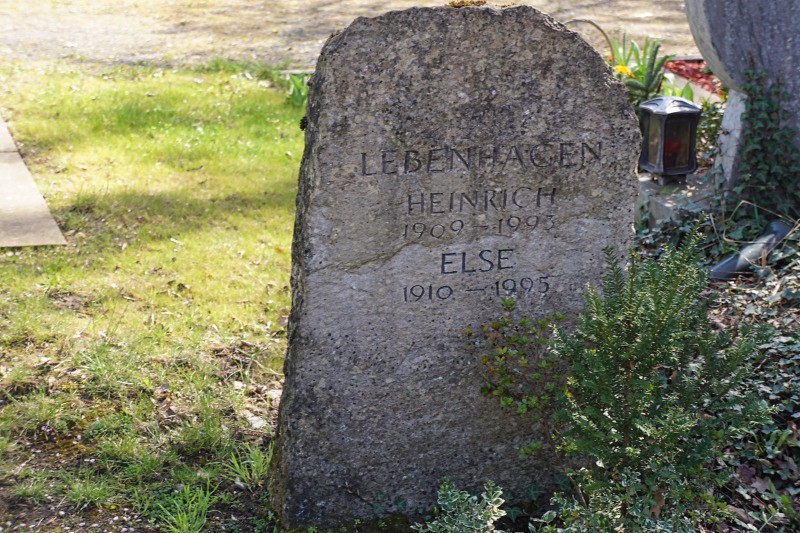 LEBENHAGEN
HEINRICH
1909 – 1993
ELSE
1910 – 1995